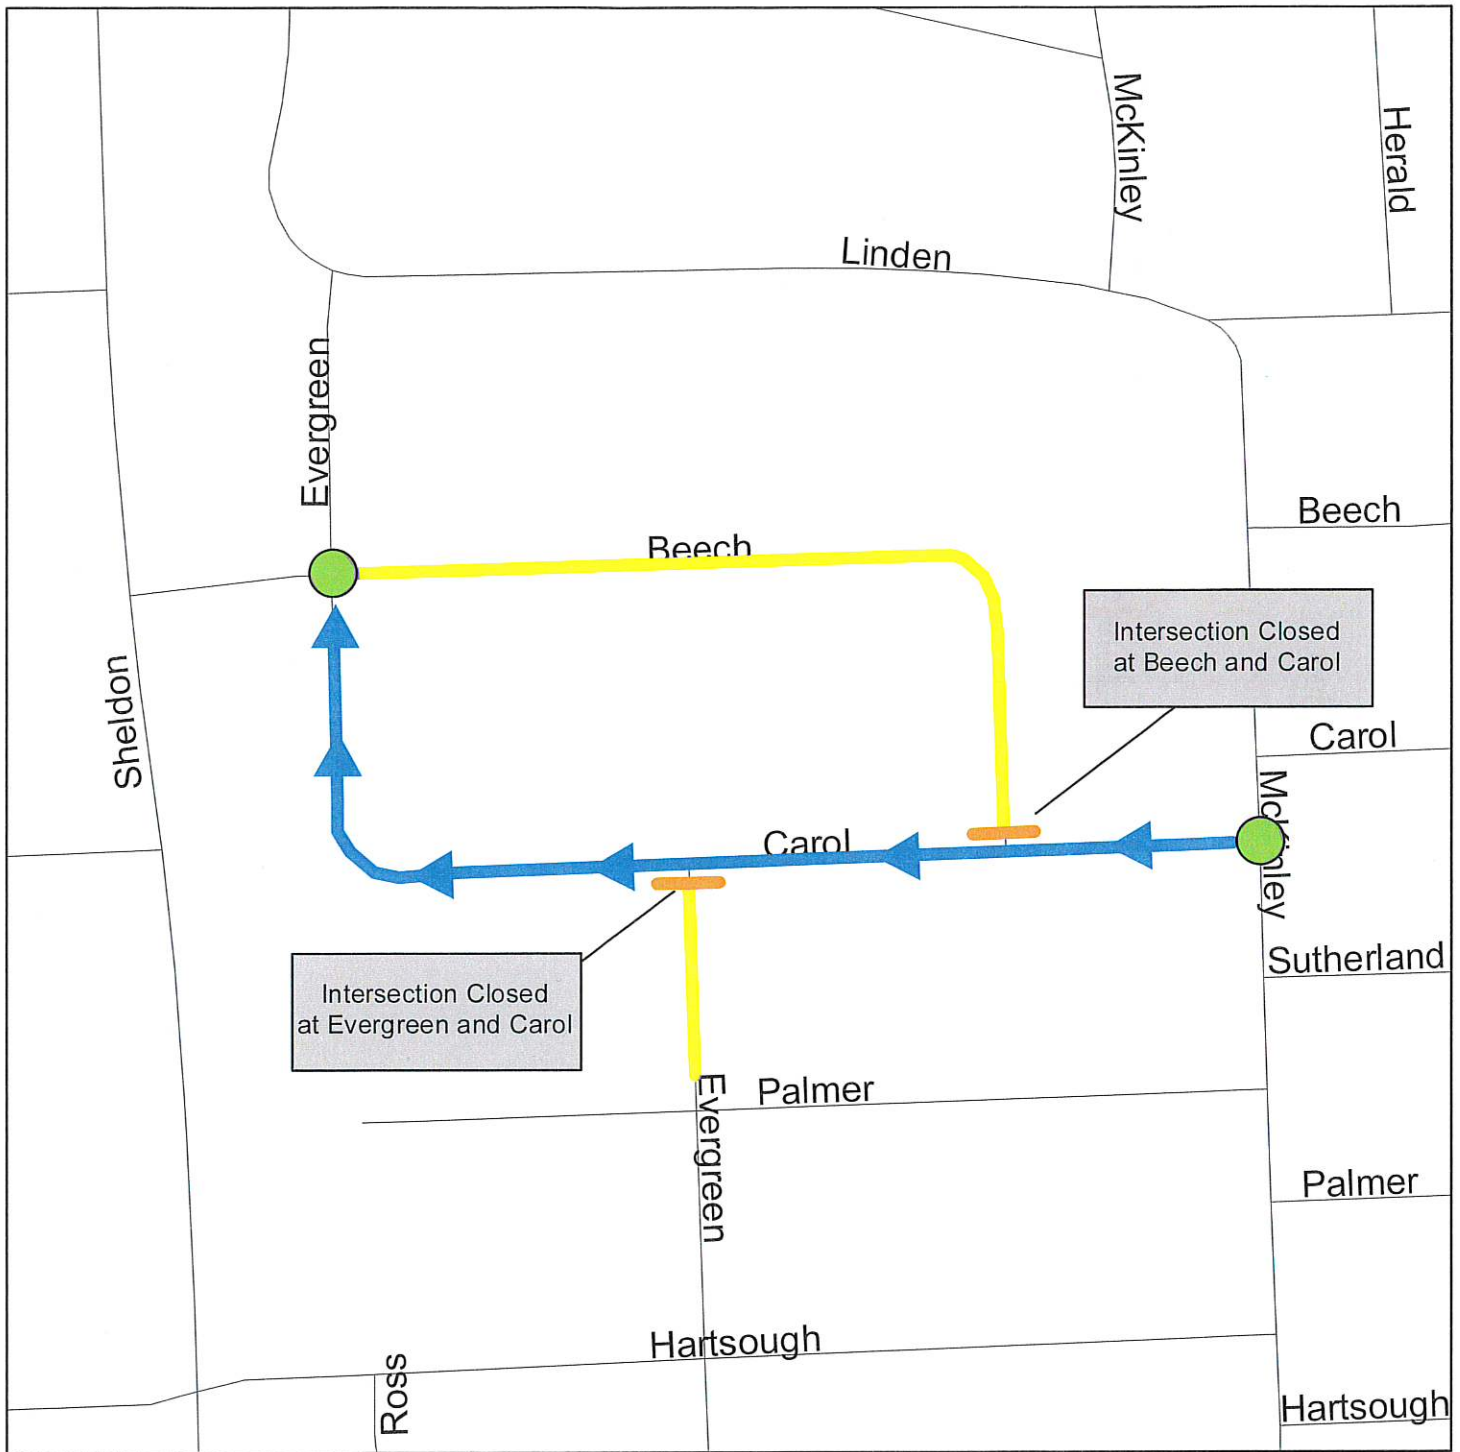 McKinley
Herald
Linden
Evergreen
Beech
Beech
Intersection Closed
at Beech and Carol
Sheldon
Carol
McKinley
Carol
Sutherland
Intersection Closed
at Evergreen and Carol
Evergreen
Palmer
Palmer
Hartsough
Ross
Hartsough